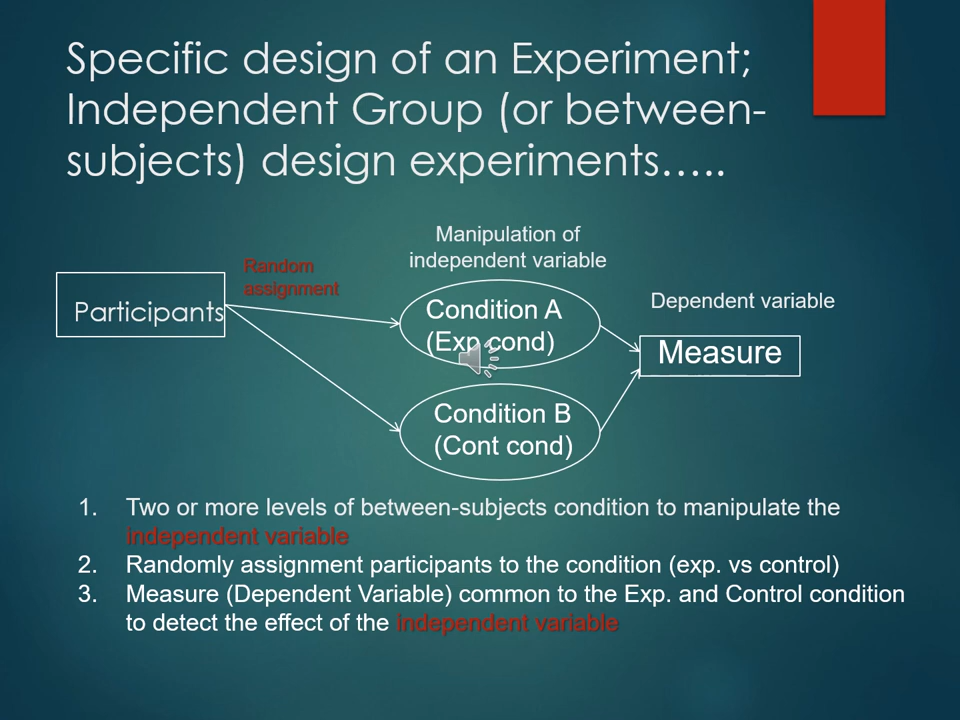 Specific design of an Experiment;
Independent Group (or between-
subjects) design experiments…..
Manipulation of
independent variable
Random
assignment
Participants
Condition A
(Exp cond)
Dependent variable
Measure
Condition B
(Cont cond)
1. Two or more levels of between-subjects condition to manipulate the
independent variable
2. Randomly assignment participants to the condition (exp. vs control)
3. Measure (Dependent Variable) common to the Exp. and Control condition
to detect the effect of the independent variable